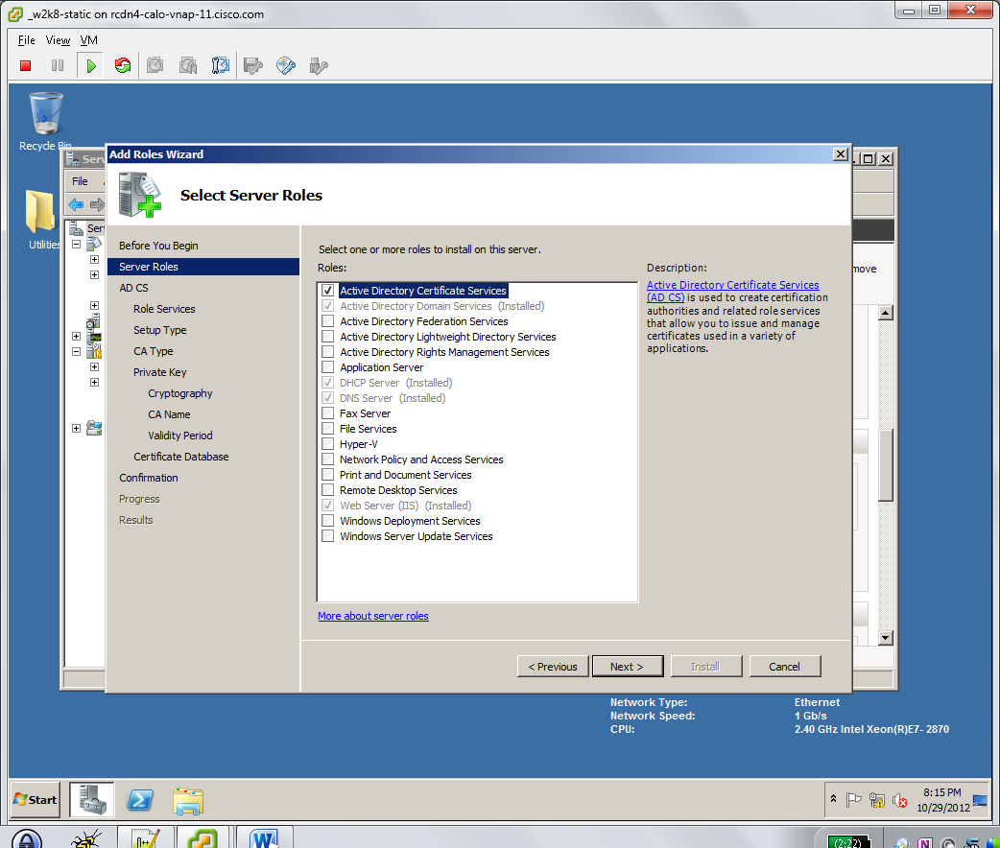 _w2k8-static on rcdn4-calo-vnap-11.cisco.com
File View VM
Recycle Bin
Utilities
File
Add Roles Wizard
Select Server Roles
Before You Begin
Server Roles
AD CS
Role Services
Setup Type
CA Type
Private Key
Cryptography
CA Name
Validity Period
Certificate Database
Confirmation
Progress
Results
Select one or more roles to install on this server.
Roles:
Active Directory Certificate Services
Active Directory Domain Services (Installed)
Active Directory Federation Services
Active Directory Lightweight Directory Services
Active Directory Rights Management Services
Application Server
DHCP Server (Installed)
DNS Server (Installed)
Fax Server
File Services
Hyper-V
Network Policy and Access Services
Print and Document Services
Remote Desktop Services
Web Server (IIS) (Installed)
Windows Deployment Services
Windows Server Update Services
More about server roles
Description:
Active Directory Certificate Services
(AD CS) is used to create certification
authorities and related role services
that allow you to issue and manage
certificates used in a variety of
applications.
< Previous
Next >
Install
Cancel
Network Type: Ethernet
Network Speed: 1 Gb/s
CPU: 2.40 GHz Intel Xeon(R)E7- 2870
Start
8:15 PM
10/29/2012
(2:22)